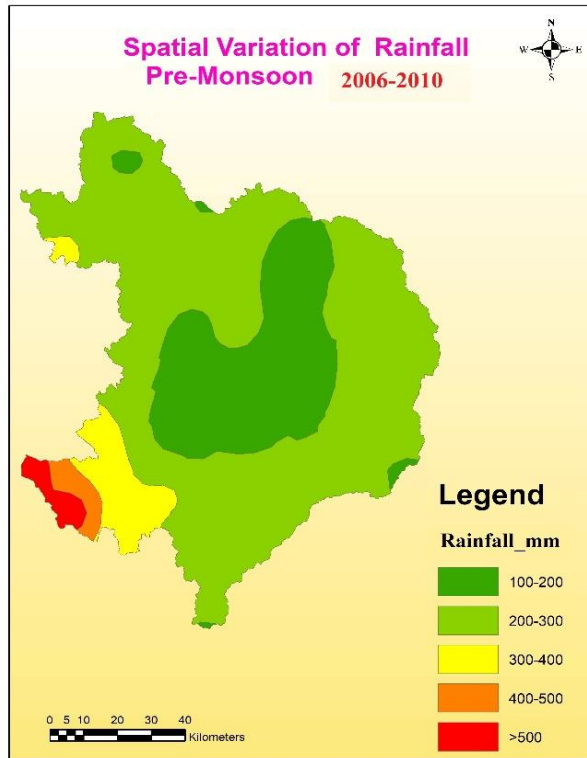 Spatial Variation of Rainfall
Pre-Monsoon 2006-2010
N
W E
S
Legend
Rainfall_mm
100-200
200-300
300-400
400-500
>500
0 5 10 20 30 40
Kilometers